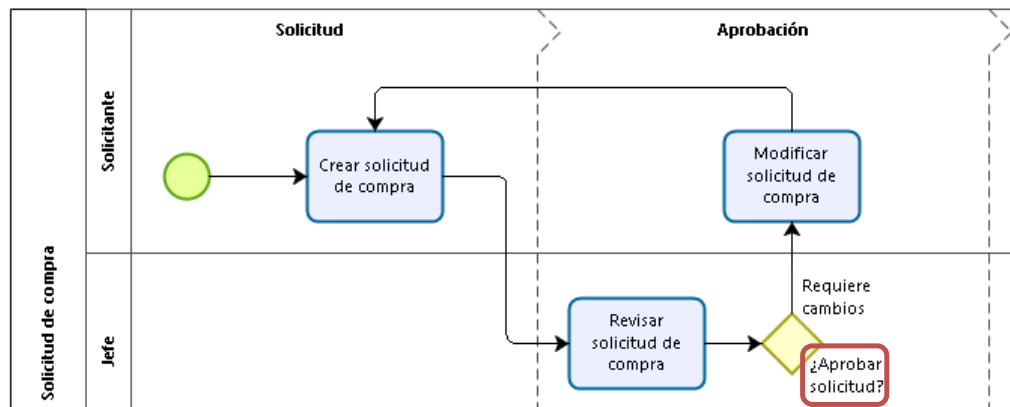 Solicitud
Aprobación
Solicitud de compra
Solicitante
Crear solicitud
de compra
Modificar
solicitud de
compra
Jefe
Requiere
cambios
Revisar
solicitud de
compra
¿Aprobar
solicitud?